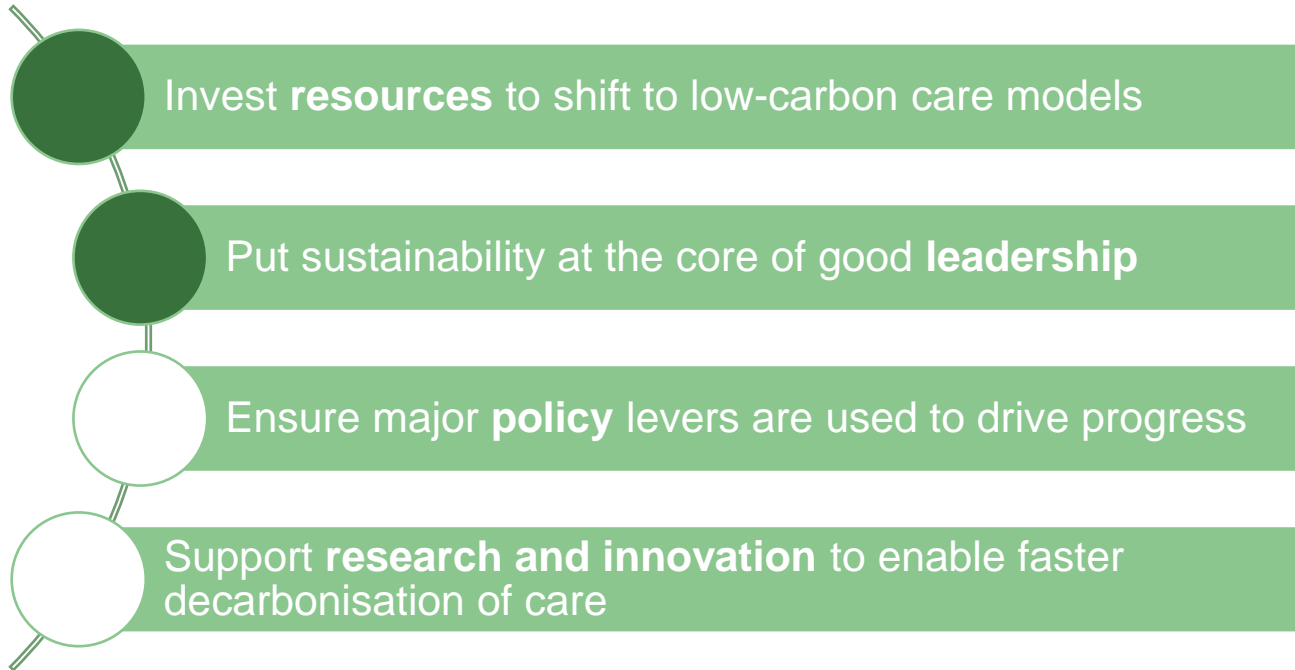 Invest resources to shift to low-carbon care models
Put sustainability at the core of good leadership
Ensure major policy levers are used to drive progress
Support research and innovation to enable faster
decarbonisation of care